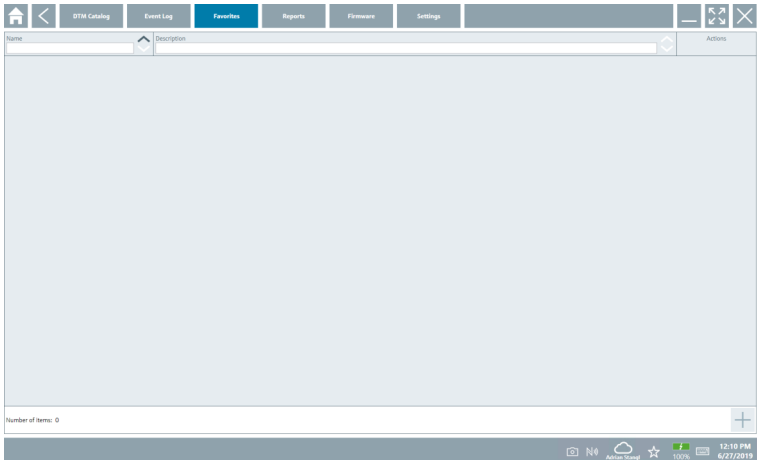 DTM Catalog Event Log Favorites Reports Firmware Settings
Name Description Actions
Number of items: 0
Adrian Stangl 100% 12:10 PM
6/27/2019